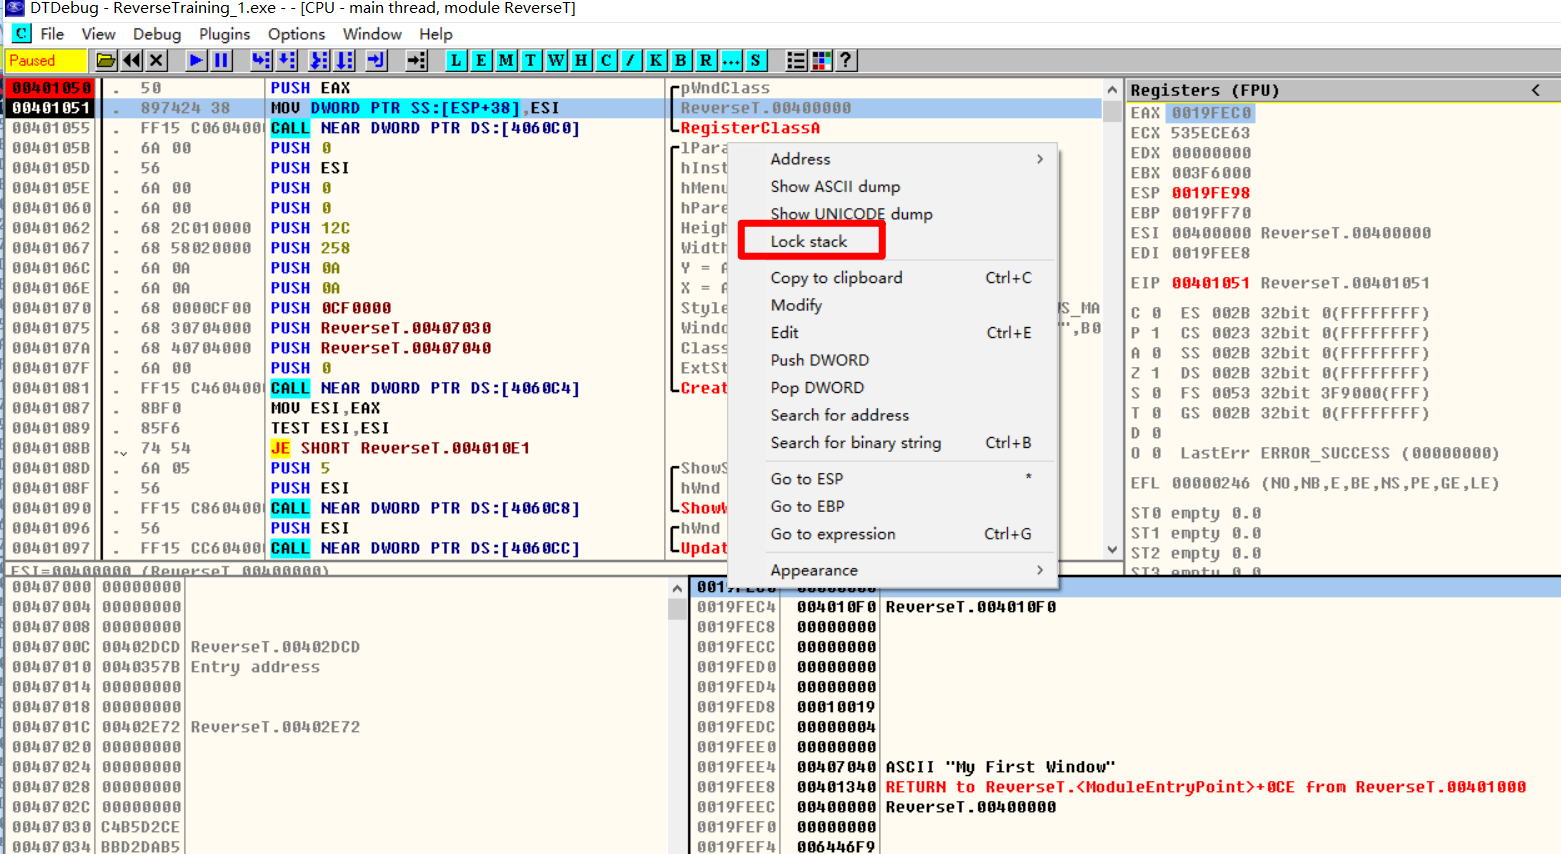 DTDebug - ReverseTraining_1.exe - - [CPU - main thread, module ReverseT]
C File View Debug Plugins Options Window Help
Paused L E M T W H C / K B R ... S ?
00401050 . 50 PUSH EAX pWndClass
00401051 . 897424 38 MOV DWORD PTR SS:[ESP+38],ESI ReverseT.00400000
00401055 . FF15 C060400 CALL NEAR DWORD PTR DS:[4060C0] RegisterClassA
0040105B . 6A 00 PUSH 0 lPara
0040105D . 56 PUSH ESI hInst
0040105E . 6A 00 PUSH 0 hMenu
00401060 . 6A 00 PUSH 0 hPare
00401062 . 68 2C010000 PUSH 12C Heigh
00401067 . 68 58020000 PUSH 258 Width
0040106C . 6A 0A PUSH 0A Y = A
0040106E . 6A 0A PUSH 0A X = A
00401070 . 68 0000CF00 PUSH 0CF0000 Style S_MA
00401075 . 68 30704000 PUSH ReverseT.00407030 Windo ",B0
0040107A . 68 40704000 PUSH ReverseT.00407040 Class
0040107F . 6A 00 PUSH 0 ExtSt
00401081 . FF15 C460400 CALL NEAR DWORD PTR DS:[4060C4] Creat
00401087 . 8BF0 MOV ESI,EAX
00401089 . 85F6 TEST ESI,ESI
0040108B . 74 54 JE SHORT ReverseT.004010E1
0040108D . 6A 05 PUSH 5 ShowS
0040108F . 56 PUSH ESI hWnd
00401090 . FF15 C860400 CALL NEAR DWORD PTR DS:[4060C8] ShowW
00401096 . 56 PUSH ESI hWnd
00401097 . FF15 CC60400 CALL NEAR DWORD PTR DS:[4060CC] Updat
ESI=00400000 (ReverseT.00400000)
Address
Show ASCII dump
Show UNICODE dump
Lock stack
Copy to clipboard Ctrl+C
Modify
Edit Ctrl+E
Push DWORD
Pop DWORD
Search for address
Search for binary string Ctrl+B
Go to ESP *
Go to EBP
Go to expression Ctrl+G
Appearance
Registers (FPU)
EAX 0019FEC0
ECX 535ECE63
EDX 00000000
EBX 003F6000
ESP 0019FE98
EBP 0019FF70
ESI 00400000 ReverseT.00400000
EDI 0019FEE8
EIP 00401051 ReverseT.00401051
C 0 ES 002B 32bit 0(FFFFFFFF)
P 1 CS 0023 32bit 0(FFFFFFFF)
A 0 SS 002B 32bit 0(FFFFFFFF)
Z 1 DS 002B 32bit 0(FFFFFFFF)
S 0 FS 0053 32bit 3F9000(FFF)
T 0 GS 002B 32bit 0(FFFFFFFF)
D 0
O 0 LastErr ERROR_SUCCESS (00000000)
EFL 00000246 (NO,NB,E,BE,NS,PE,GE,LE)
ST0 empty 0.0
ST1 empty 0.0
ST2 empty 0.0
ST3 empty 0.0
00407000 00000000
00407004 00000000
00407008 00000000
0040700C 00402DCD ReverseT.00402DCD
00407010 0040357B Entry address
00407014 00000000
00407018 00000000
0040701C 00402E72 ReverseT.00402E72
00407020 00000000
00407024 00000000
00407028 00000000
0040702C 00000000
00407030 C4B5D2CE
00407034 BBD2DAB5
0019FEC0 00000000
0019FEC4 004010F0 ReverseT.004010F0
0019FEC8 00000000
0019FECC 00000000
0019FED0 00000000
0019FED4 00000000
0019FED8 00010019
0019FEDC 00000004
0019FEE0 00000000
0019FEE4 00407040 ASCII "My First Window"
0019FEE8 00401340 RETURN to ReverseT.<ModuleEntryPoint>+0CE from ReverseT.00401000
0019FEEC 00400000 ReverseT.00400000
0019FEF0 00000000
0019FEF4 006446F9